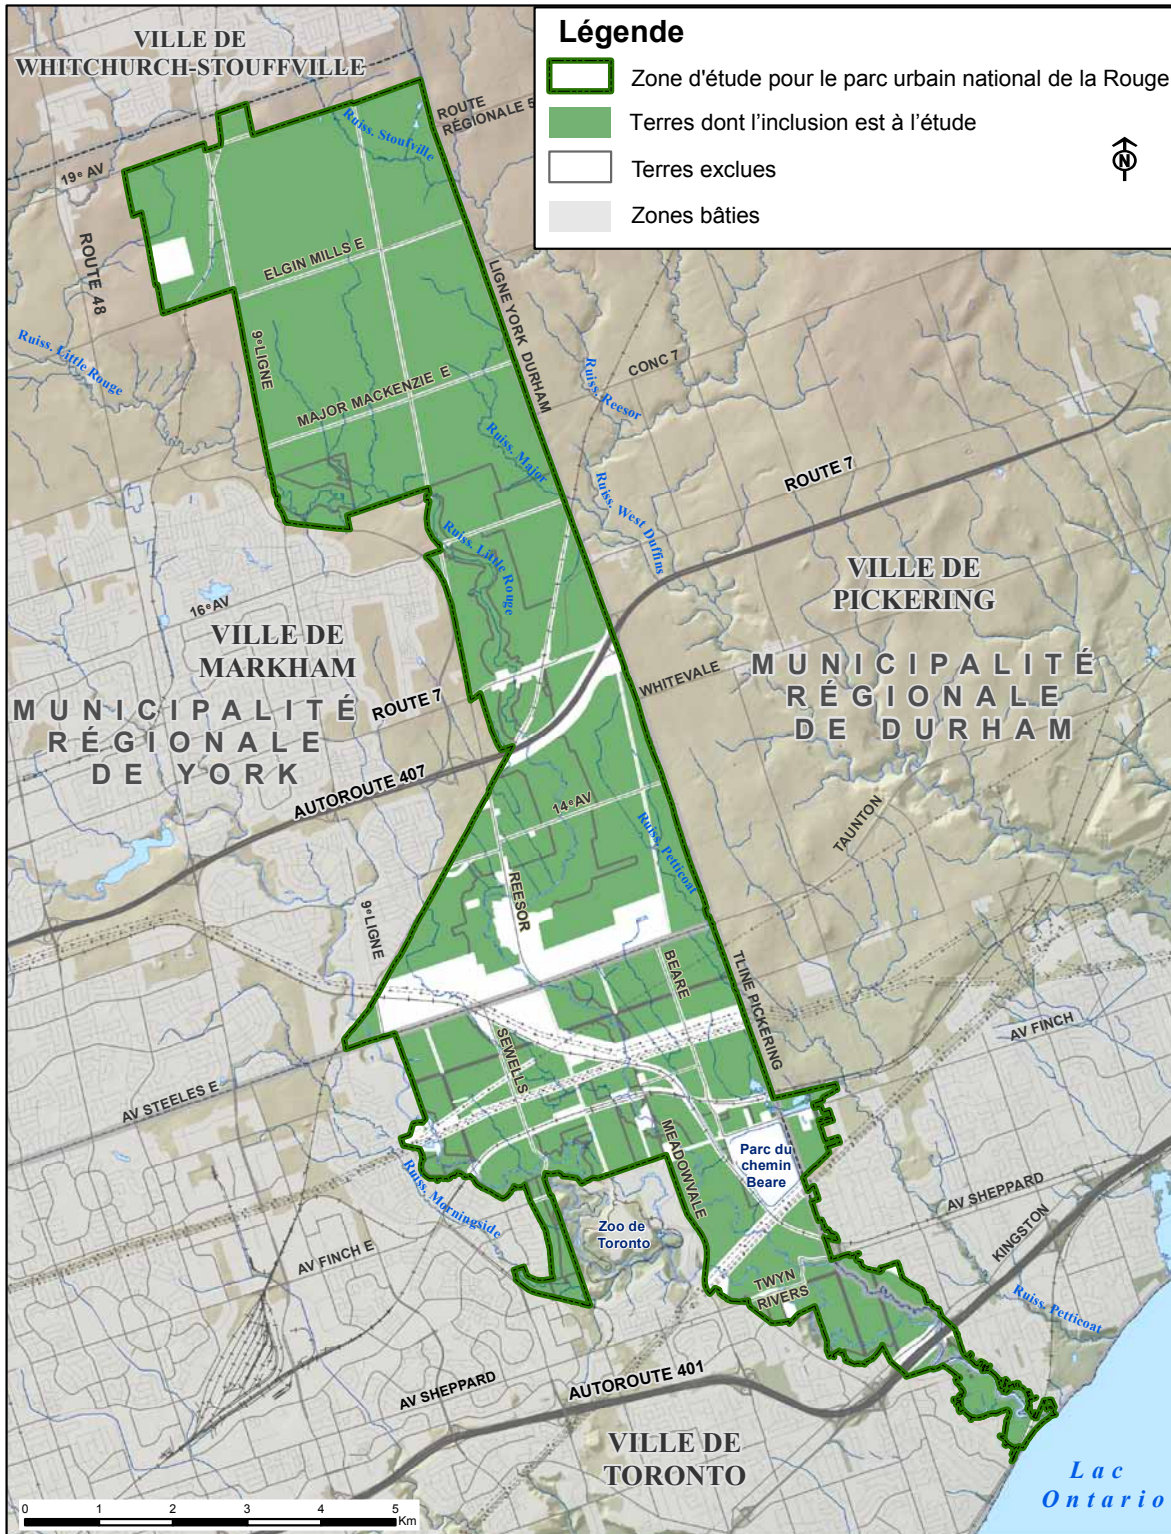 Légende
Zone d'étude pour le parc urbain national de la Rouge
Terres dont l'inclusion est à l'étude
Terres exclues
Zones bâties
N
VILLE DE
WHITCHURCH-STOUFFVILLE
ROUTE
RÉGIONALE 5
Ruiss. Stouffville
19e AV
ROUTE 48
ELGIN MILLS E
LIGNE YORK DURHAM
Ruiss. Little Rouge
9e LIGNE
CONC 7
Ruiss. Reesor
MAJOR MACKENZIE E
Ruiss. Major
ROUTE 7
Ruiss. West Duffins
Ruiss. Little Rouge
VILLE DE
PICKERING
16e AV
VILLE DE
MARKHAM
MUNICIPALITÉ
RÉGIONALE
DE DURHAM
WHITEVALE
MUNICIPALITÉ
RÉGIONALE
DE YORK
ROUTE 7
AUTOROUTE 407
14e AV
TAUNTON
Ruiss. Petticoat
REESOR
9e LIGNE
BEARE
TLINE PICKERING
AV FINCH
SEWELLS
AV STEELES E
MEADOWVALE
Parc du
chemin
Beare
Ruiss. Morningside
AV SHEPPARD
Zoo de
Toronto
KINGSTON
AV FINCH E
TWYN
RIVERS
Ruiss. Petticoat
AV SHEPPARD
AUTOROUTE 401
VILLE DE
TORONTO
Lac
Ontario
0 1 2 3 4 5
Km